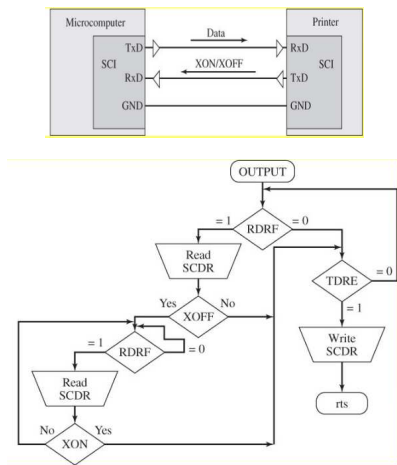 Microcomputer Printer
Data
TxD RxD
SCI XON/XOFF SCI
RxD TxD
GND GND
OUTPUT
= 1 RDRF = 0
Read
SCDR
TDRE = 0
Yes XOFF No
= 1
= 1 RDRF = 0
Write
SCDR
Read
SCDR
rts
No XON Yes